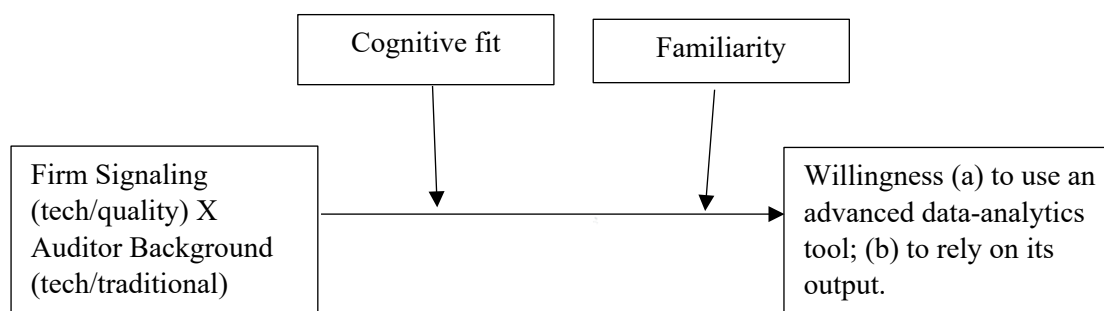 Cognitive fit
Familiarity
Firm Signaling
(tech/quality) X
Auditor Background
(tech/traditional)
Willingness (a) to use an
advanced data-analytics
tool; (b) to rely on its
output.